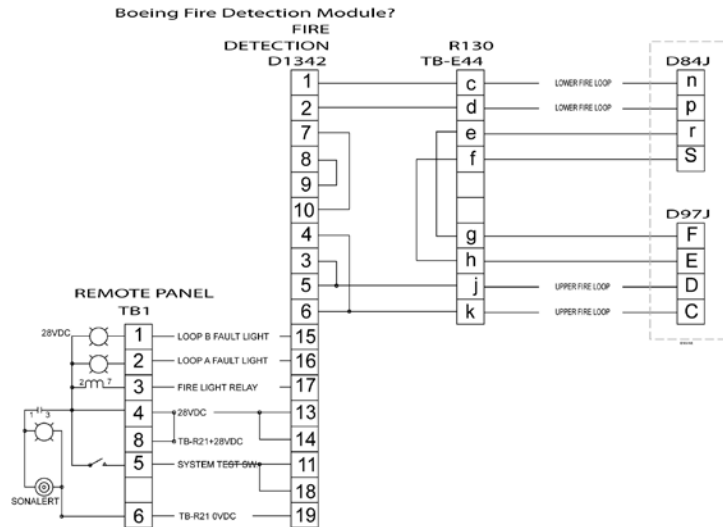 Boeing Fire Detection Module?
FIRE
DETECTION
D1342
R130
TB-E44
D84J
1
c
LOWER FIRE LOOP
n
2
d
LOWER FIRE LOOP
p
7
e
r
8
f
S
9
10
D97J
4
g
F
3
h
E
5
j
UPPER FIRE LOOP
D
6
k
UPPER FIRE LOOP
C
REMOTE PANEL
TB1
28VDC
1
LOOP B FAULT LIGHT
15
2
LOOP A FAULT LIGHT
16
2 7
3
FIRE LIGHT RELAY
17
1 3
4
28VDC
13
8
TB-R21+28VDC
14
5
SYSTEM TEST SW
11
18
SONALERT
6
TB-R21 0VDC
19